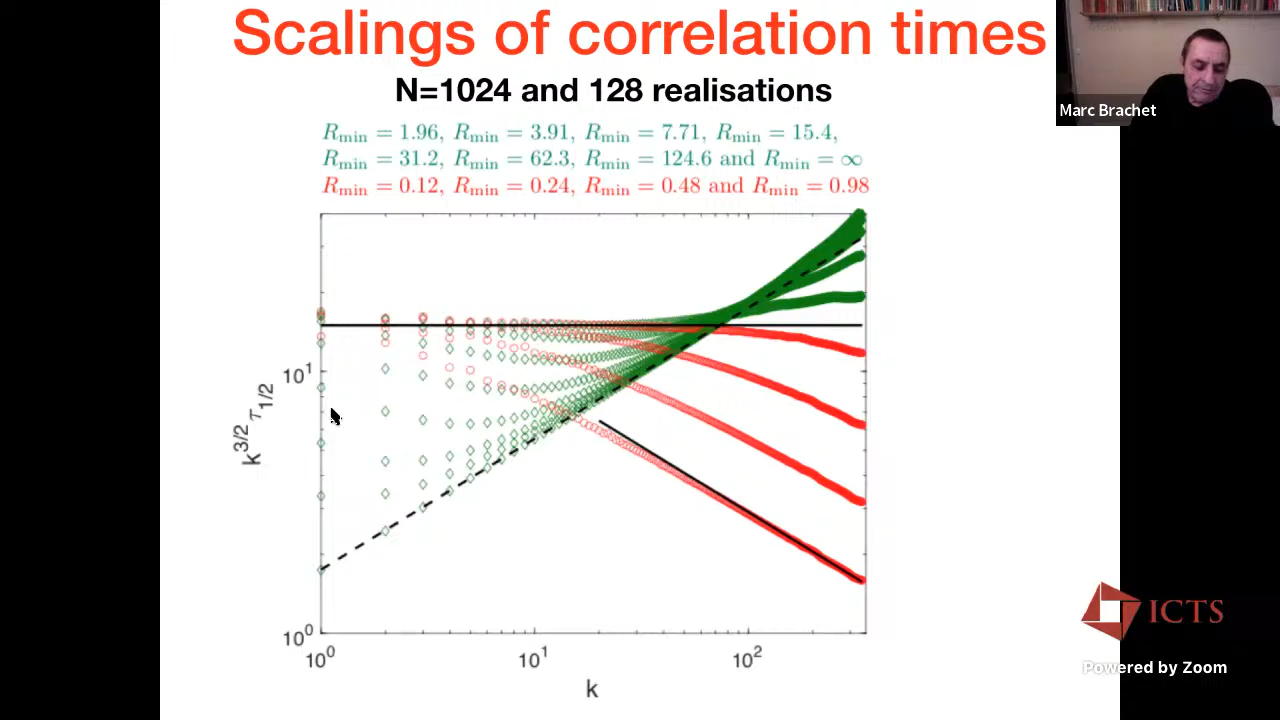 Scalings of correlation times
N=1024 and 128 realisations
R_min = 1.96, R_min = 3.91, R_min = 7.71, R_min = 15.4,
R_min = 31.2, R_min = 62.3, R_min = 124.6 and R_min = ∞
R_min = 0.12, R_min = 0.24, R_min = 0.48 and R_min = 0.98
Marc Brachet
k^3/2 τ_1/2
10^1
10^0
10^0 10^1 10^2
k
ICTS
Powered by Zoom